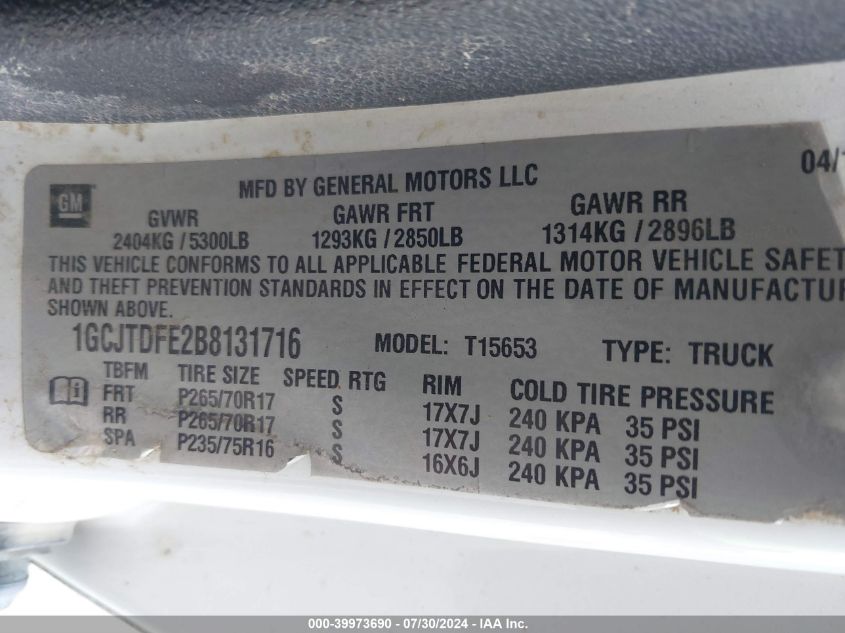 04/
GM
MFD BY GENERAL MOTORS LLC
GVWR GAWR FRT GAWR RR
2404KG / 5300LB 1293KG / 2850LB 1314KG / 2896LB
THIS VEHICLE CONFORMS TO ALL APPLICABLE FEDERAL MOTOR VEHICLE SAFET
AND THEFT PREVENTION STANDARDS IN EFFECT ON THE DATE OF MANUFACTUR
SHOWN ABOVE.
1GCJTDFE2B8131716 MODEL: T15653 TYPE: TRUCK
TBFM TIRE SIZE SPEED RTG RIM COLD TIRE PRESSURE
FRT P265/70R17 S 17X7J 240 KPA 35 PSI
RR P265/70R17 S 17X7J 240 KPA 35 PSI
SPA P235/75R16 S 16X6J 240 KPA 35 PSI
000-39973690 - 07/30/2024 - IAA Inc.